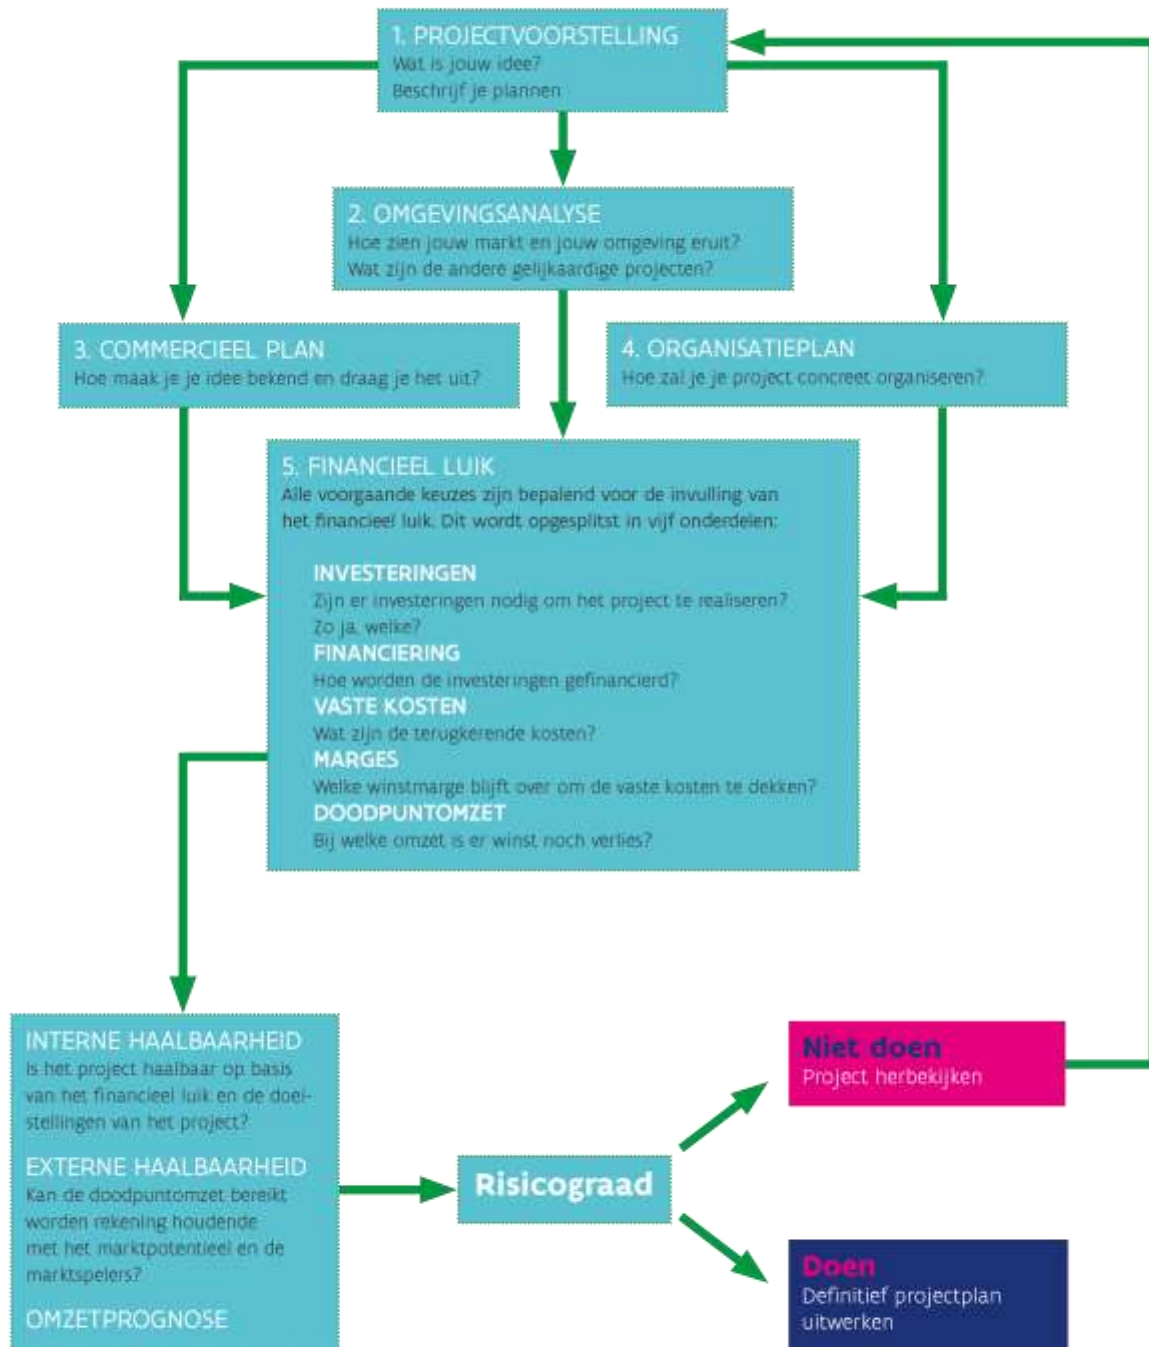 1. PROJECTVOORSTELLING
Wat is jouw idee?
Beschrijf je plannen
2. OMGEVINGSANALYSE
Hoe zien jouw markt en jouw omgeving eruit?
Wat zijn de andere gelijkaardige projecten?
3. COMMERCIEEL PLAN
Hoe maak je je idee bekend en draag je het uit?
4. ORGANISATIEPLAN
Hoe zal je je project concreet organiseren?
5. FINANCIEEL LUIK
Alle voorgaande keuzes zijn bepalend voor de invulling van
het financieel luik. Dit wordt opgesplitst in vijf onderdelen:
INVESTERINGEN
Zijn er investeringen nodig om het project te realiseren?
Zo ja, welke?
FINANCIERING
Hoe worden de investeringen gefinancierd?
VASTE KOSTEN
Wat zijn de terugkerende kosten?
MARGES
Welke winstmarge blijft over om de vaste kosten te dekken?
DOODPUNTOMZET
Bij welke omzet is er winst noch verlies?
INTERNE HAALBAARHEID
Is het project haalbaar op basis
van het financieel luik en de doel-
stellingen van het project?
EXTERNE HAALBAARHEID
Kan de doodpuntomzet bereikt
worden rekening houdende
met het marktpotentieel en de
marktspelers?
OMZETPROGNOSE
Risicograad
Niet doen
Project herbekijken
Doen
Definitief projectplan
uitwerken